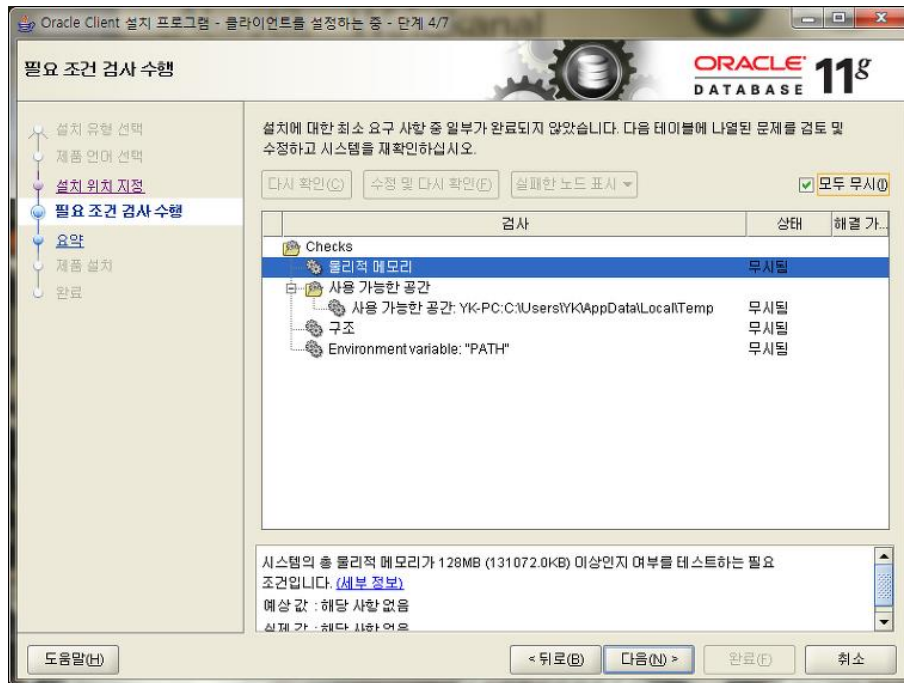 Oracle Client 설치 프로그램 - 클라이언트를 설정하는 중 - 단계 4/7
필요 조건 검사 수행
ORACLE
DATABASE
11g
설치 유형 선택
제품 언어 선택
설치 위치 지정
필요 조건 검사 수행
요약
제품 설치
완료
설치에 대한 최소 요구 사항 중 일부가 완료되지 않았습니다. 다음 테이블에 나열된 문제를 검토 및
수정하고 시스템을 재확인하십시오.
다시 확인(C) 수정 및 다시 확인(F) 실패한 노드 표시 모두 무시(I)
검사 상태 해결 가...
Checks
물리적 메모리 무시됨
사용 가능한 공간
사용 가능한 공간: YK-PC:C:\Users\YK\AppData\Local\Temp 무시됨
구조 무시됨
Environment variable: "PATH" 무시됨
시스템의 총 물리적 메모리가 128MB (131072.0KB) 이상인지 여부를 테스트하는 필요
조건입니다. (세부 정보)
예상 값 : 해당 사항 없음
실제 값 : 해당 사항 없음
도움말(H) < 뒤로(B) 다음(N) > 완료(F) 취소